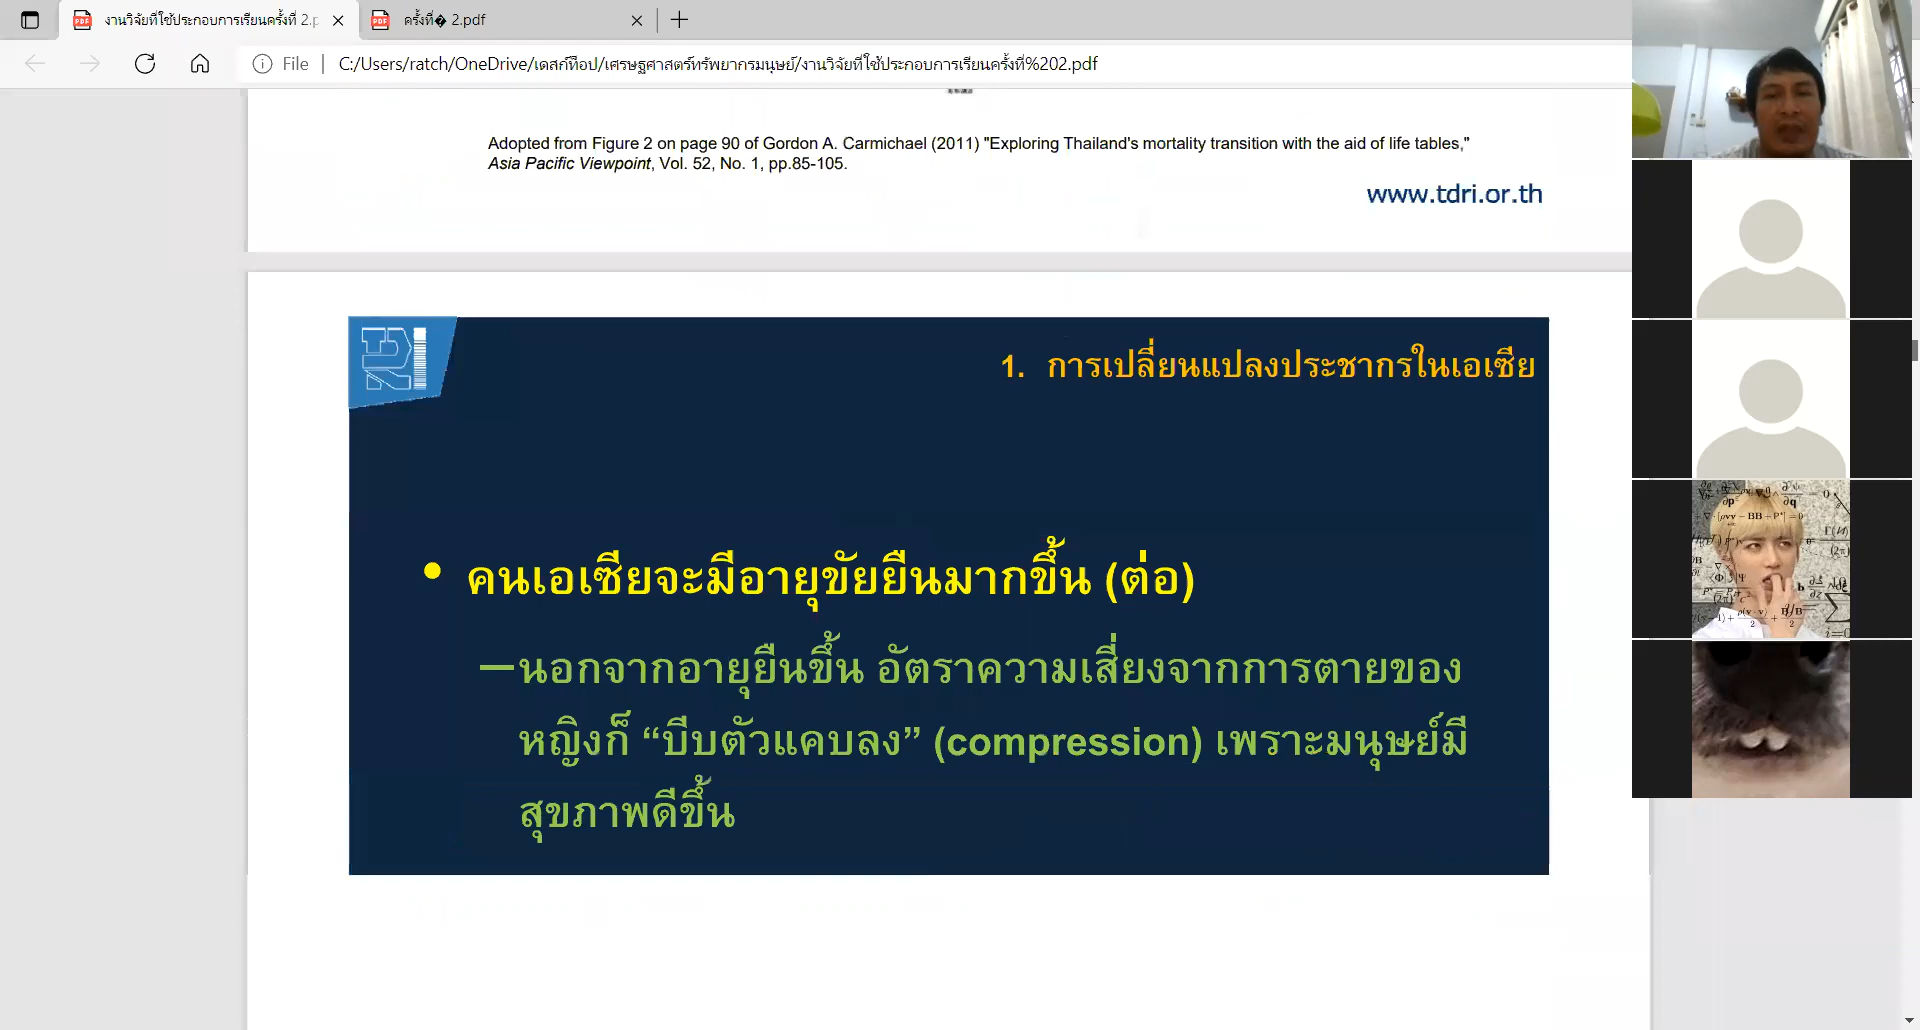 งานวิจัยที่ใช้ประกอบการเรียนครั้งที่ 2.p
ครั้งที่� 2.pdf
File
C:/Users/ratch/OneDrive/เดสก์ท็อป/เศรษฐศาสตร์ทรัพยากรมนุษย์/งานวิจัยที่ใช้ประกอบการเรียนครั้งที่%202.pdf
Adopted from Figure 2 on page 90 of Gordon A. Carmichael (2011) "Exploring Thailand's mortality transition with the aid of life tables,"
Asia Pacific Viewpoint, Vol. 52, No. 1, pp.85-105.
www.tdri.or.th
1. การเปลี่ยนแปลงประชากรในเอเซีย
• คนเอเซียจะมีอายุขัยยืนมากขึ้น (ต่อ)
—นอกจากอายุยืนขึ้น อัตราความเสี่ยงจากการตายของ
หญิงก็ “บีบตัวแคบลง” (compression) เพราะมนุษย์มี
สุขภาพดีขึ้น